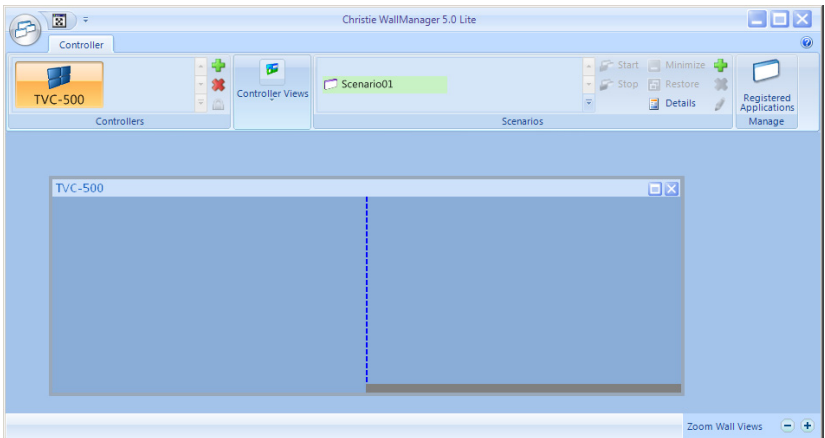 Christie WallManager 5.0 Lite
Controller
TVC-500
Controllers
Controller Views
Scenario01
Start
Minimize
Stop
Restore
Details
Scenarios
Registered
Applications
Manage
TVC-500
Zoom Wall Views